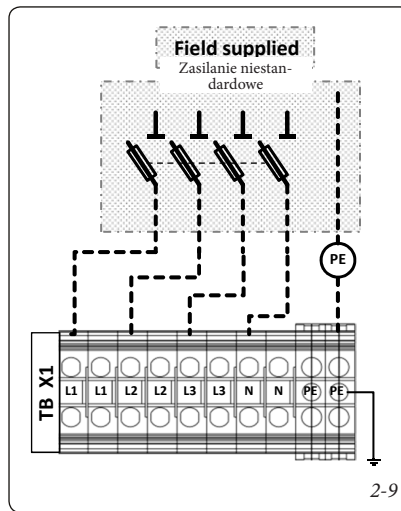 Field supplied
Zasilanie niestan-
dardowe
PE
TB X1
L1 L1 L2 L2 L3 L3 N N PE PE
2-9